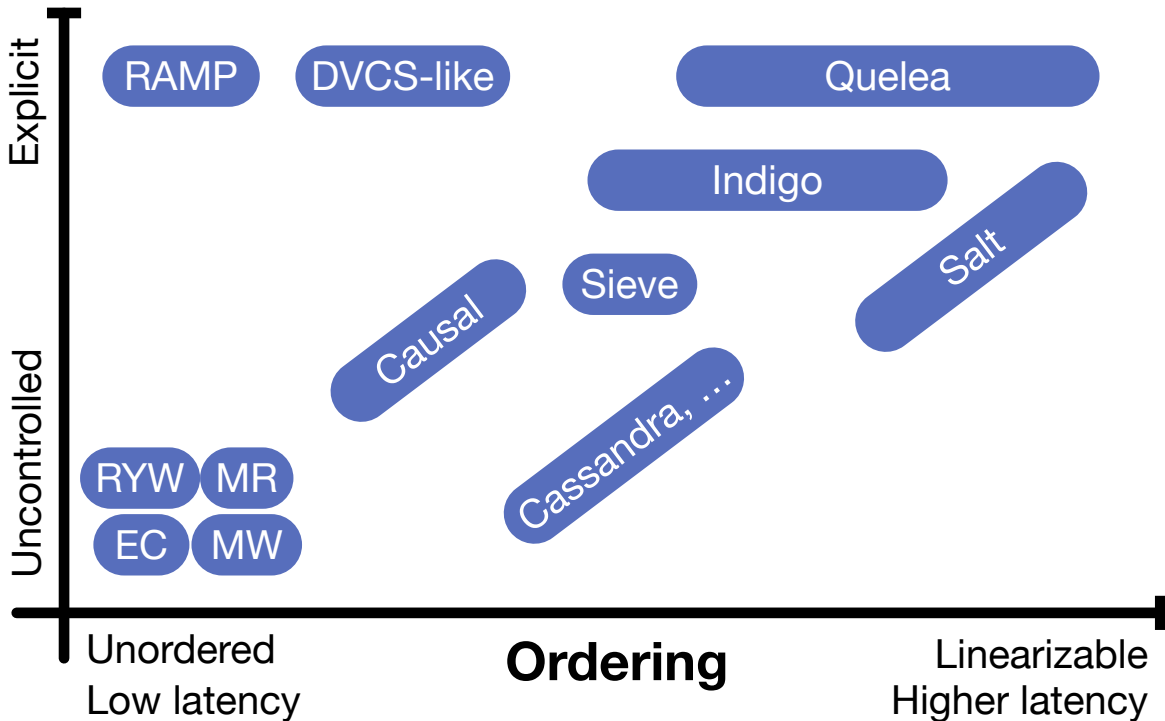 Explicit
RAMP
DVCS-like
Quelea
Indigo
Salt
Sieve
Causal
Cassandra, ...
Uncontrolled
RYW
MR
EC
MW
Unordered
Low latency
Ordering
Linearizable
Higher latency